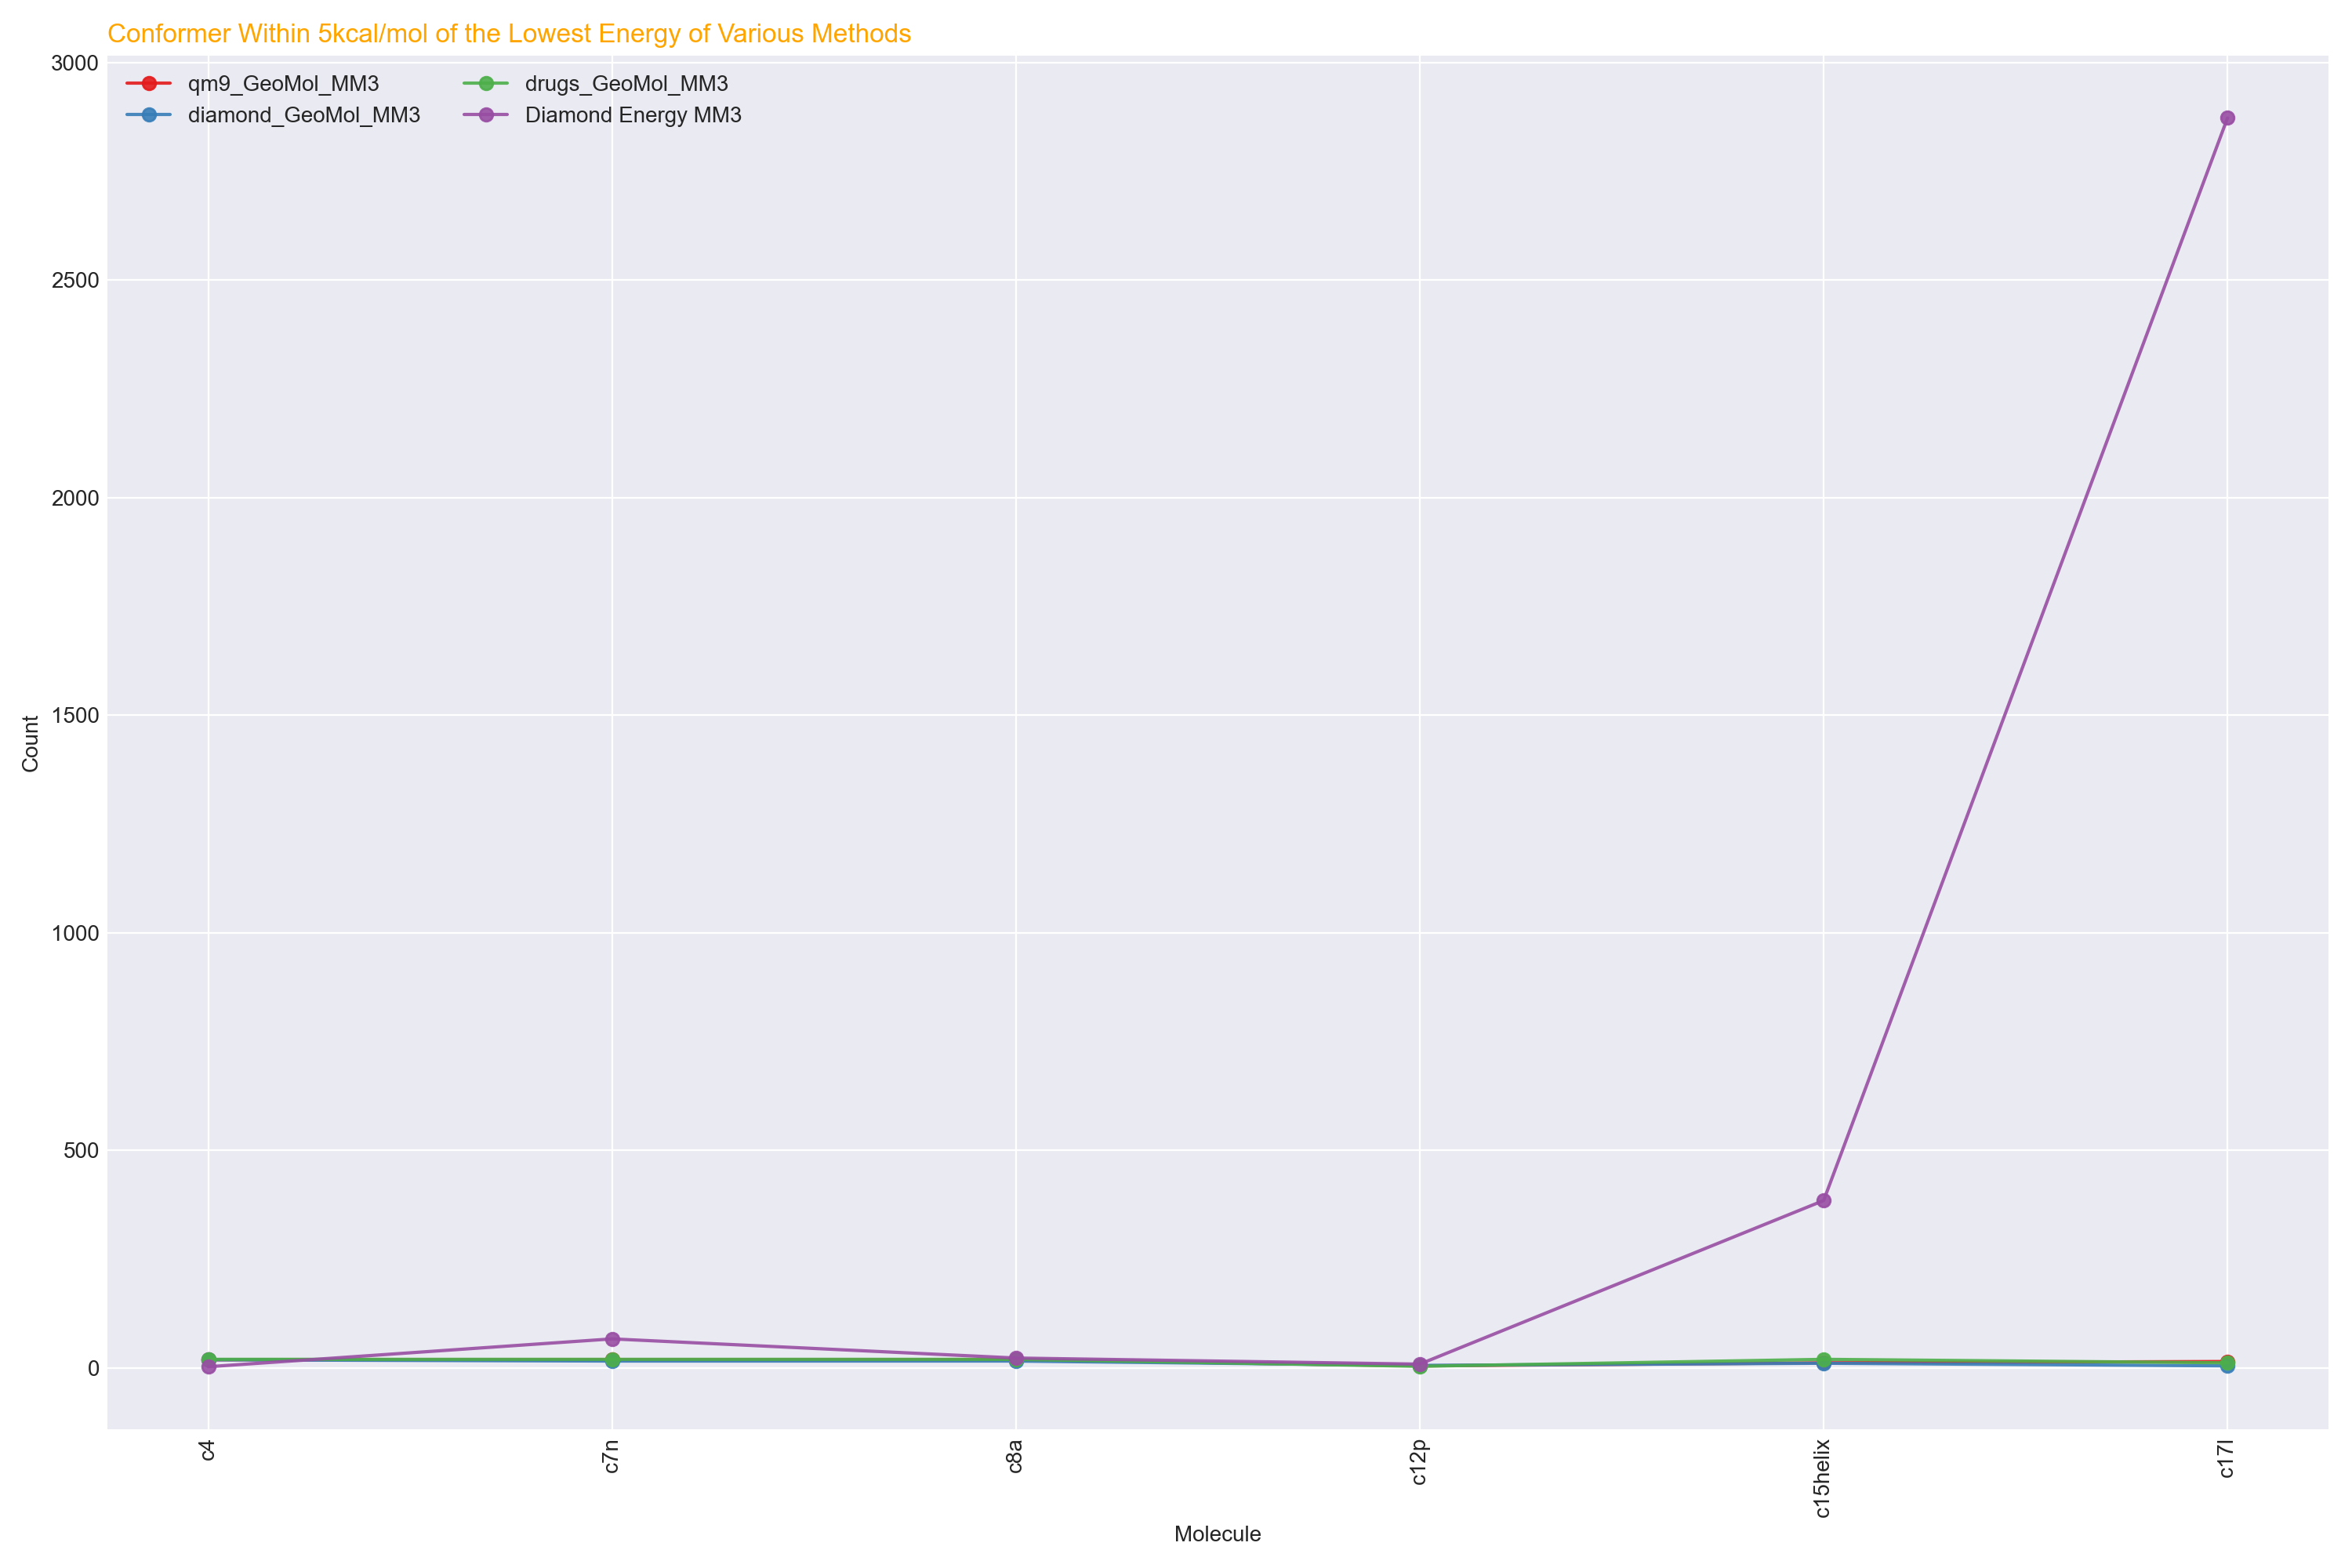 Conformer Within 5kcal/mol of the Lowest Energy of Various Methods
qm9_GeoMol_MM3
diamond_GeoMol_MM3
drugs_GeoMol_MM3
Diamond Energy MM3
3000
2500
2000
1500
1000
500
0
Count
c4
c7n
c8a
c12p
c15helix
c17l
Molecule